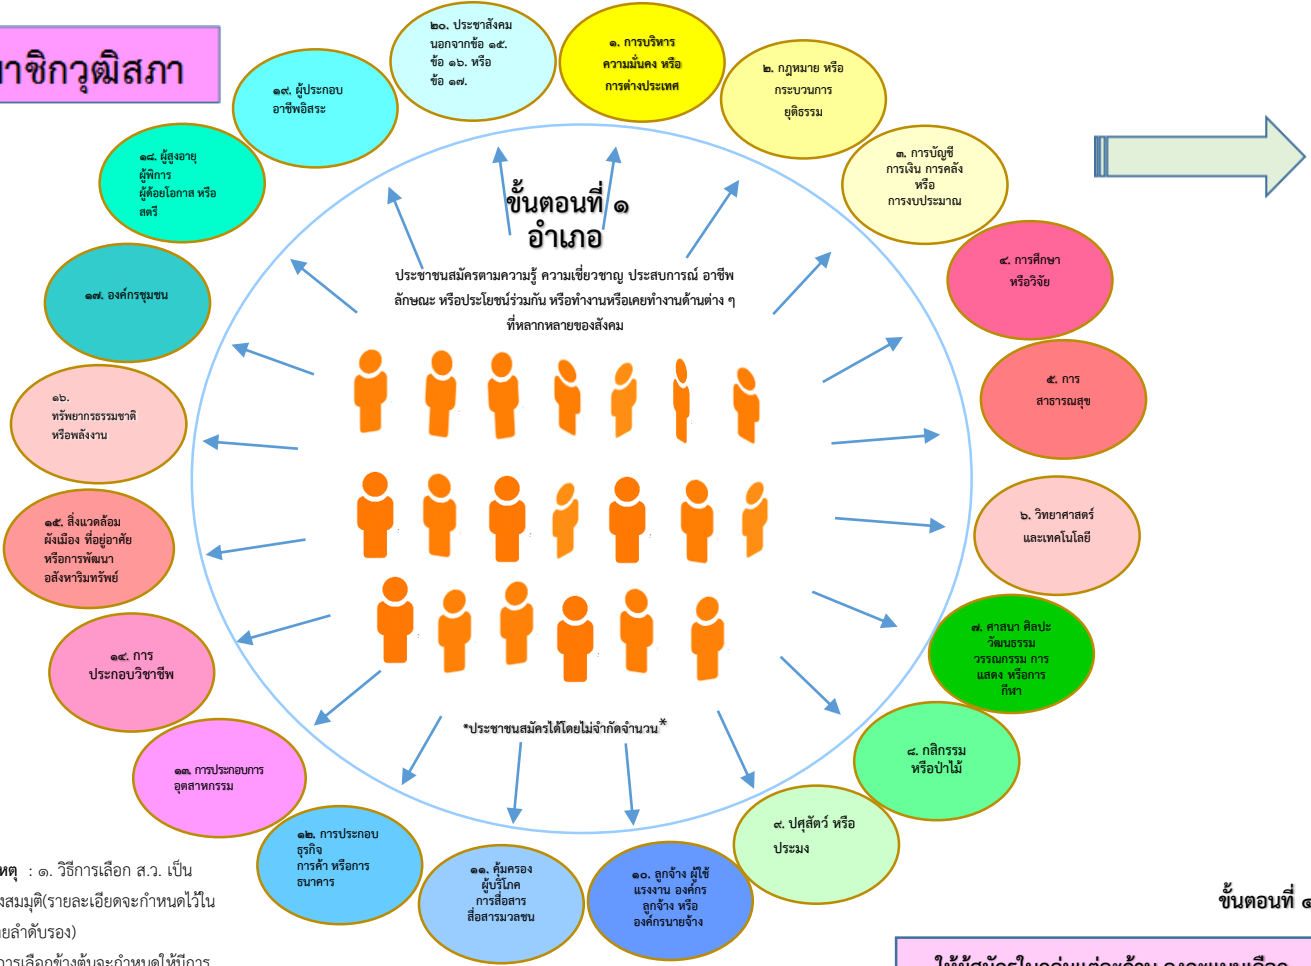 าชิกวุฒิสภา
๒๐. ประชาสังคม
นอกจากข้อ ๑๕.
ข้อ ๑๖. หรือ
ข้อ ๑๗.
๑. การบริหาร
ความมั่นคง หรือ
การต่างประเทศ
๒. กฎหมาย หรือ
กระบวนการ
ยุติธรรม
๓. การบัญชี
การเงิน การคลัง
หรือ
การงบประมาณ
๔. การศึกษา
หรือวิจัย
๕. การ
สาธารณสุข
๖. วิทยาศาสตร์
และเทคโนโลยี
๗. ศาสนา ศิลปะ
วัฒนธรรม
วรรณกรรม การ
แสดง หรือการ
กีฬา
๘. กสิกรรม
หรือป่าไม้
๙. ปศุสัตว์ หรือ
ประมง
๑๐. ลูกจ้าง ผู้ใช้
แรงงาน องค์กร
ลูกจ้าง หรือ
องค์กรนายจ้าง
๑๑. คุ้มครอง
ผู้บริโภค
การสื่อสาร
สื่อสารมวลชน
๑๒. การประกอบ
ธุรกิจ
การค้า หรือการ
ธนาคาร
๑๓. การประกอบการ
อุตสาหกรรม
๑๔. การ
ประกอบวิชาชีพ
๑๕. สิ่งแวดล้อม
ผังเมือง ที่อยู่อาศัย
หรือการพัฒนา
อสังหาริมทรัพย์
๑๖.
ทรัพยากรธรรมชาติ
หรือพลังงาน
๑๗. องค์กรชุมชน
๑๘. ผู้สูงอายุ
ผู้พิการ
ผู้ด้อยโอกาส หรือ
สตรี
๑๙. ผู้ประกอบ
อาชีพอิสระ
ขั้นตอนที่ ๑
อำเภอ
ประชาชนสมัครตามความรู้ ความเชี่ยวชาญ ประสบการณ์ อาชีพ
ลักษณะ หรือประโยชน์ร่วมกัน หรือทำงานหรือเคยทำงานด้านต่าง ๆ
ที่หลากหลายของสังคม
*ประชาชนสมัครได้โดยไม่จำกัดจำนวน*
หตุ : ๑. วิธีการเลือก ส.ว. เป็น
งสมมุติ(รายละเอียดจะกำหนดไว้ใน
ายลำดับรอง)
การเลือกข้างต้นจะกำหนดให้มีการ
ขั้นตอนที่ ๑